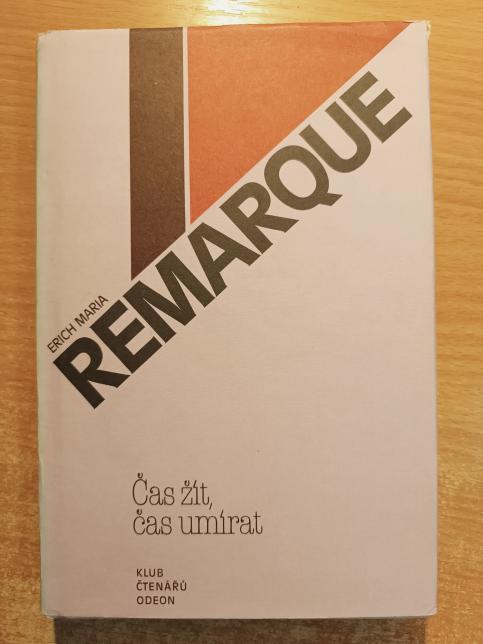 ERICH MARIA
REMARQUE
Čas žít,
čas umírat
KLUB
ČTENÁŘŮ
ODEON